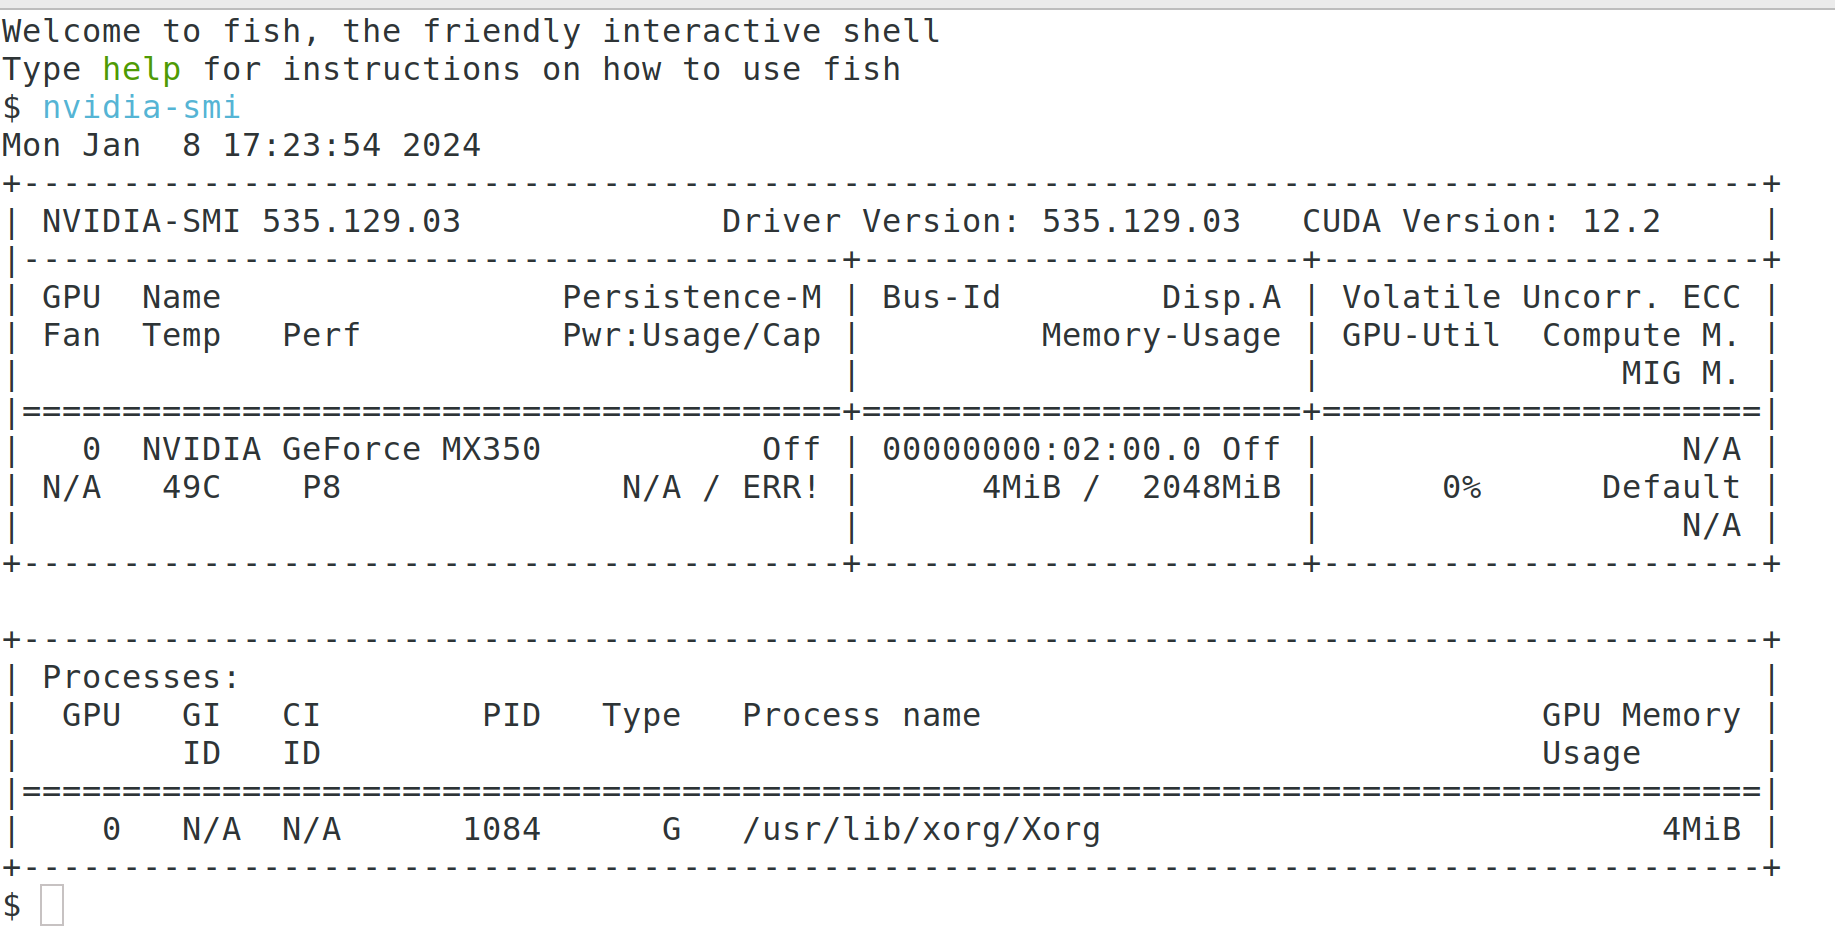 Welcome to fish, the friendly interactive shell
Type help for instructions on how to use fish
$ nvidia-smi
Mon Jan  8 17:23:54 2024
+---------------------------------------------------------------------------------------+
| NVIDIA-SMI 535.129.03             Driver Version: 535.129.03   CUDA Version: 12.2     |
|-----------------------------------------+----------------------+----------------------+
| GPU  Name                 Persistence-M | Bus-Id        Disp.A | Volatile Uncorr. ECC |
| Fan  Temp   Perf          Pwr:Usage/Cap |         Memory-Usage | GPU-Util  Compute M. |
|                                         |                      |               MIG M. |
|=========================================+======================+======================|
|   0  NVIDIA GeForce MX350           Off | 00000000:02:00.0 Off |                  N/A |
| N/A   49C    P8              N/A / ERR! |      4MiB /  2048MiB |      0%      Default |
|                                         |                      |                  N/A |
+-----------------------------------------+----------------------+----------------------+

+---------------------------------------------------------------------------------------+
| Processes:                                                                            |
|  GPU   GI   CI        PID   Type   Process name                            GPU Memory |
|        ID   ID                                                             Usage      |
|=======================================================================================|
|    0   N/A  N/A      1084      G   /usr/lib/xorg/Xorg                            4MiB |
+---------------------------------------------------------------------------------------+
$